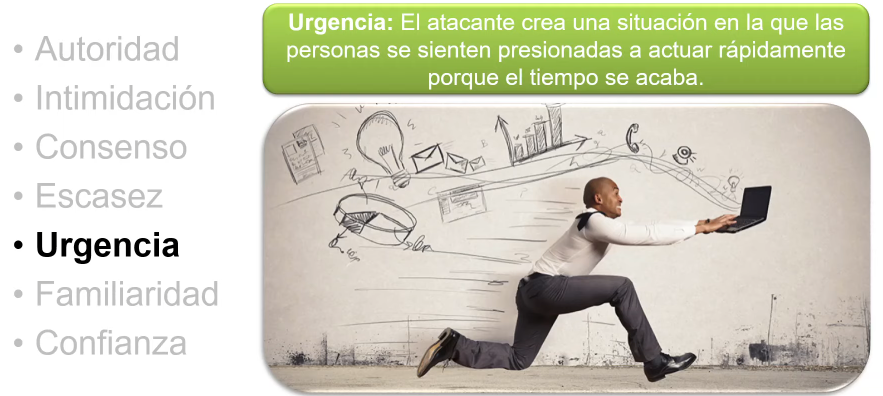 Urgencia: El atacante crea una situación en la que las
personas se sienten presionadas a actuar rápidamente
porque el tiempo se acaba.
• Autoridad
• Intimidación
• Consenso
• Escasez
• Urgencia
• Familiaridad
• Confianza